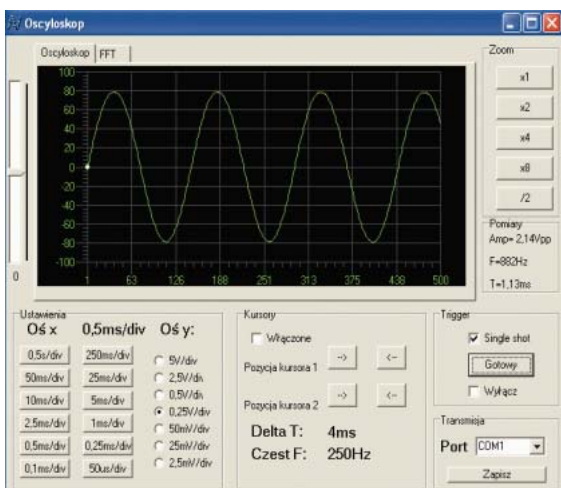 Oscyloskop
Oscyloskop FFT
100
80
60
40
20
0
-20
-40
-60
-80
-100
1 63 126 188 251 313 375 438 500
0
Zoom
x1
x2
x4
x8
/2
Pomiary
Amp= 2,14Vpp
F=882Hz
T=1,13ms
Ustawienia
Oś x 0,5ms/div Oś y:
0,5s/div 250ms/div
50ms/div 25ms/div
10ms/div 5ms/div
2,5ms/div 1ms/div
0,5ms/div 0,25ms/div
0,1ms/div 50us/div
5V/div
2,5V/div
0,5V/div
0,25V/div
50mV/div
25mV/div
2,5mV/div
Kursory
Włączone
Pozycja kursora 1 --> <--
Pozycja kursora 2 --> <--
Delta T: 4ms
Czest F: 250Hz
Trigger
Single shot
Gotowy
Wyłącz
Transmisja
Port COM1
Zapisz